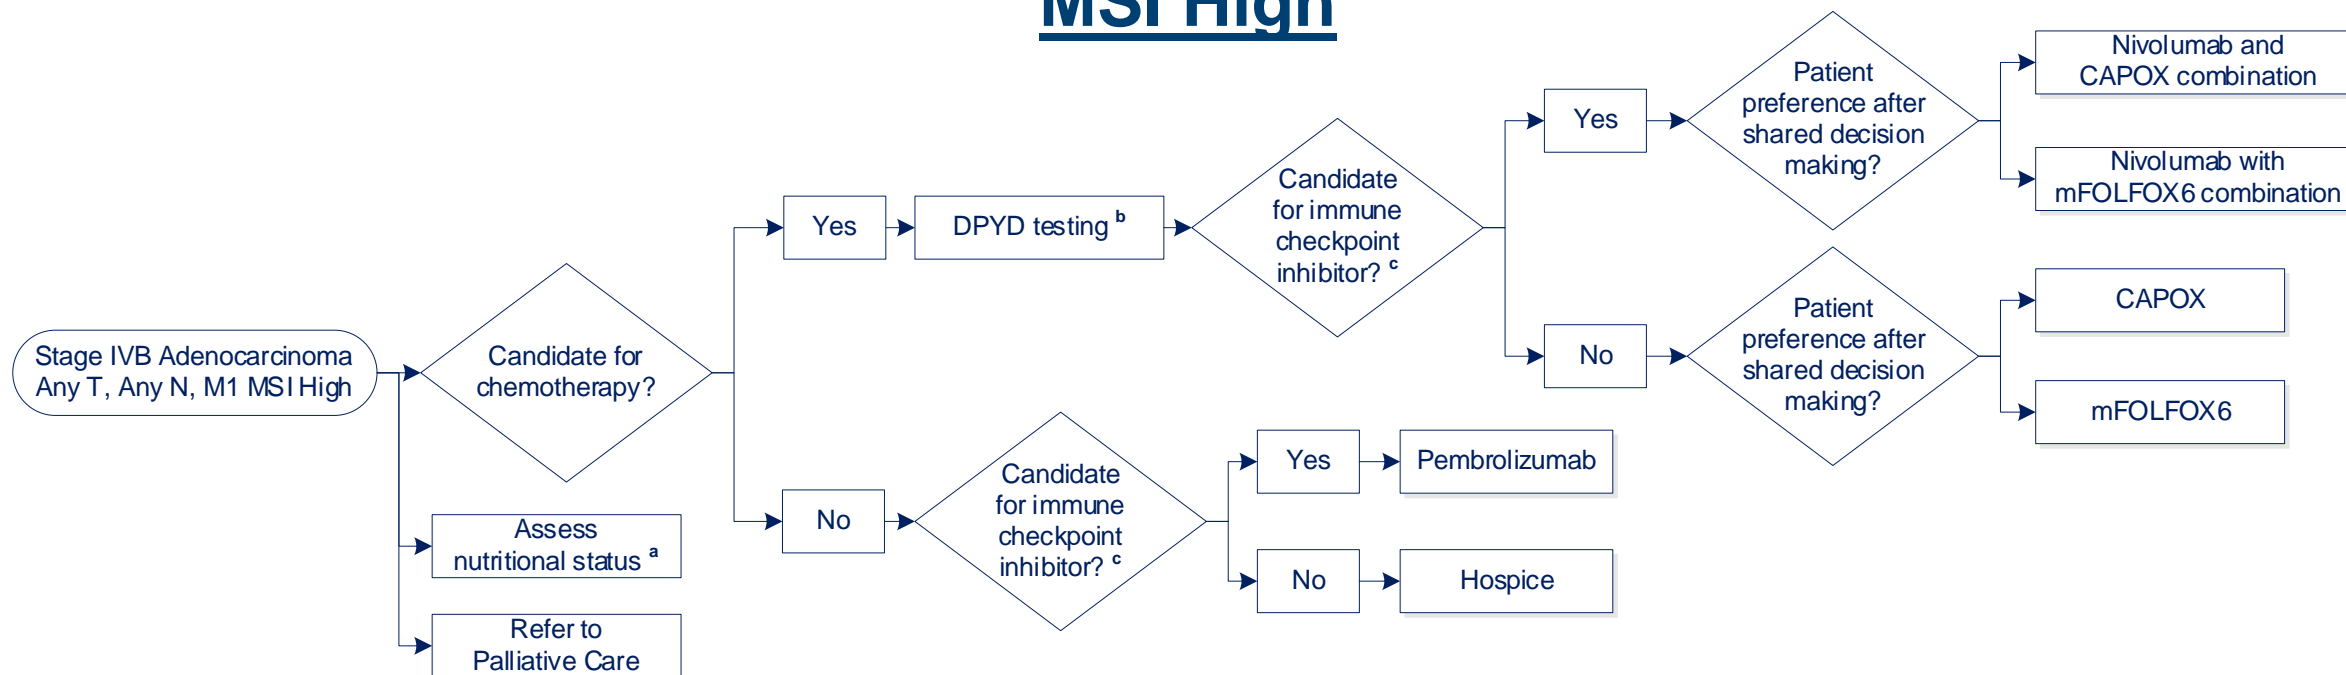 MSI High
Stage IVB Adenocarcinoma
Any T, Any N, M1 MSI High
Candidate for
chemotherapy?
Assess
nutritional status a
Refer to
Palliative Care
Yes
DPYD testing b
Candidate
for immune
checkpoint
inhibitor? c
Yes
Patient
preference after
shared decision
making?
Nivolumab and
CAPOX combination
Nivolumab with
mFOLFOX6 combination
No
Patient
preference after
shared decision
making?
CAPOX
mFOLFOX6
No
Candidate
for immune
checkpoint
inhibitor? c
Yes
Pembrolizumab
No
Hospice